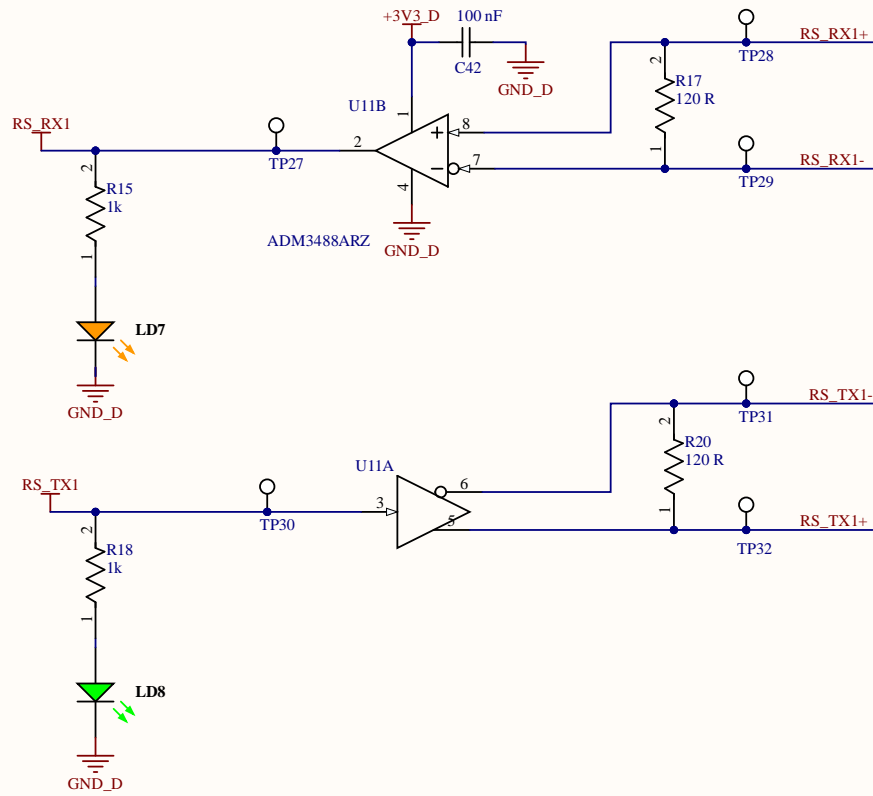 +3V3_D
100 nF
C42
GND_D
TP28
RS_RX1+
2
R17
120 R
1
U11B
1
8
7
2
4
RS_RX1
TP27
TP29
RS_RX1-
2
R15
1k
1
ADM3488ARZ
GND_D
LD7
GND_D
TP31
RS_TX1-
2
R20
120 R
1
U11A
6
3
5
RS_TX1
TP30
TP32
RS_TX1+
2
R18
1k
1
LD8
GND_D